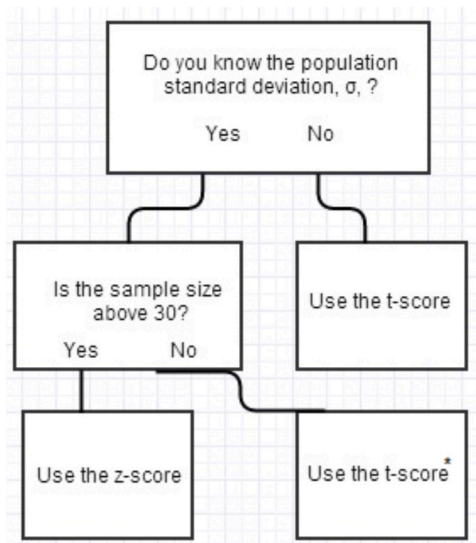 Do you know the population
standard deviation, σ, ?
Yes No
Is the sample size
above 30?
Yes No
Use the t-score
Use the z-score
Use the t-score*